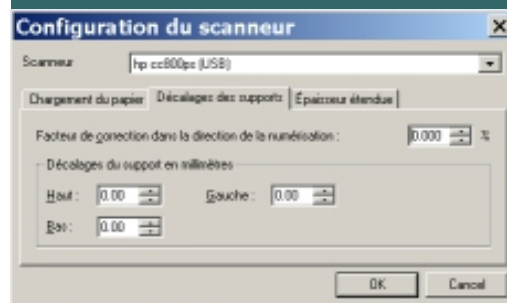 Configuration du scanneur
Scanneur hp cc800ps (USB)
Chargement du papier Décalages des supports Épaisseur étendue
Facteur de correction dans la direction de la numérisation : 0.000 %
Décalages du support en millimètres
Haut : 0.00 Gauche : 0.00
Bas : 0.00
OK Cancel